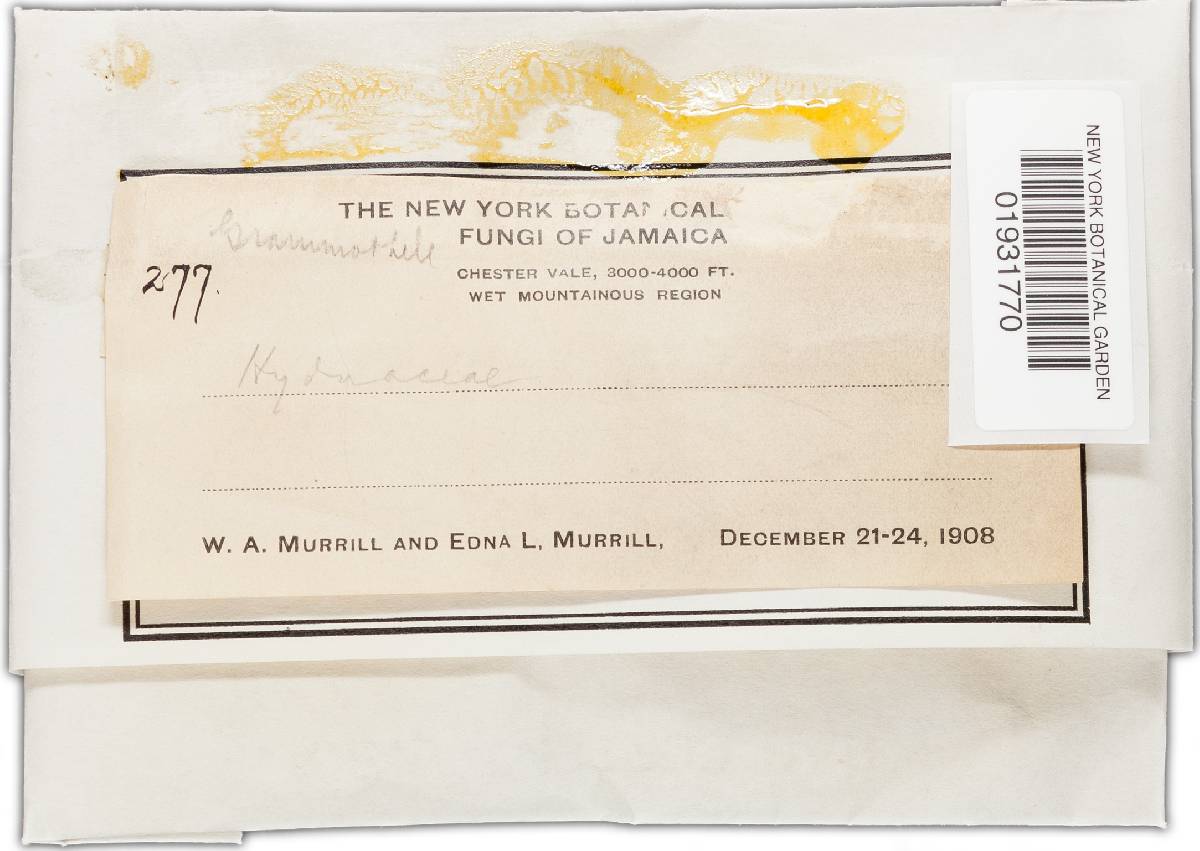 THE NEW YORK BOTANICAL
Grammothele
FUNGI OF JAMAICA
277.
CHESTER VALE, 3000-4000 FT.
WET MOUNTAINOUS REGION
Hydnaceae
W. A. MURRILL AND EDNA L. MURRILL, DECEMBER 21-24, 1908
NEW YORK BOTANICAL GARDEN
01931770